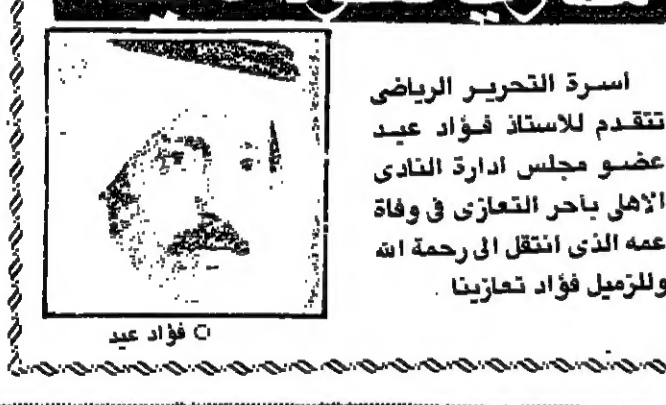 اسرة التحرير الرياضى
تتقدم للاستاذ فؤاد عيد
عضو مجلس ادارة النادى
الاهلى باحر التعازى فى وفاة
عمه الذى انتقل الى رحمة الله
وللزميل فؤاد تعازينا .
○ فؤاد عيد